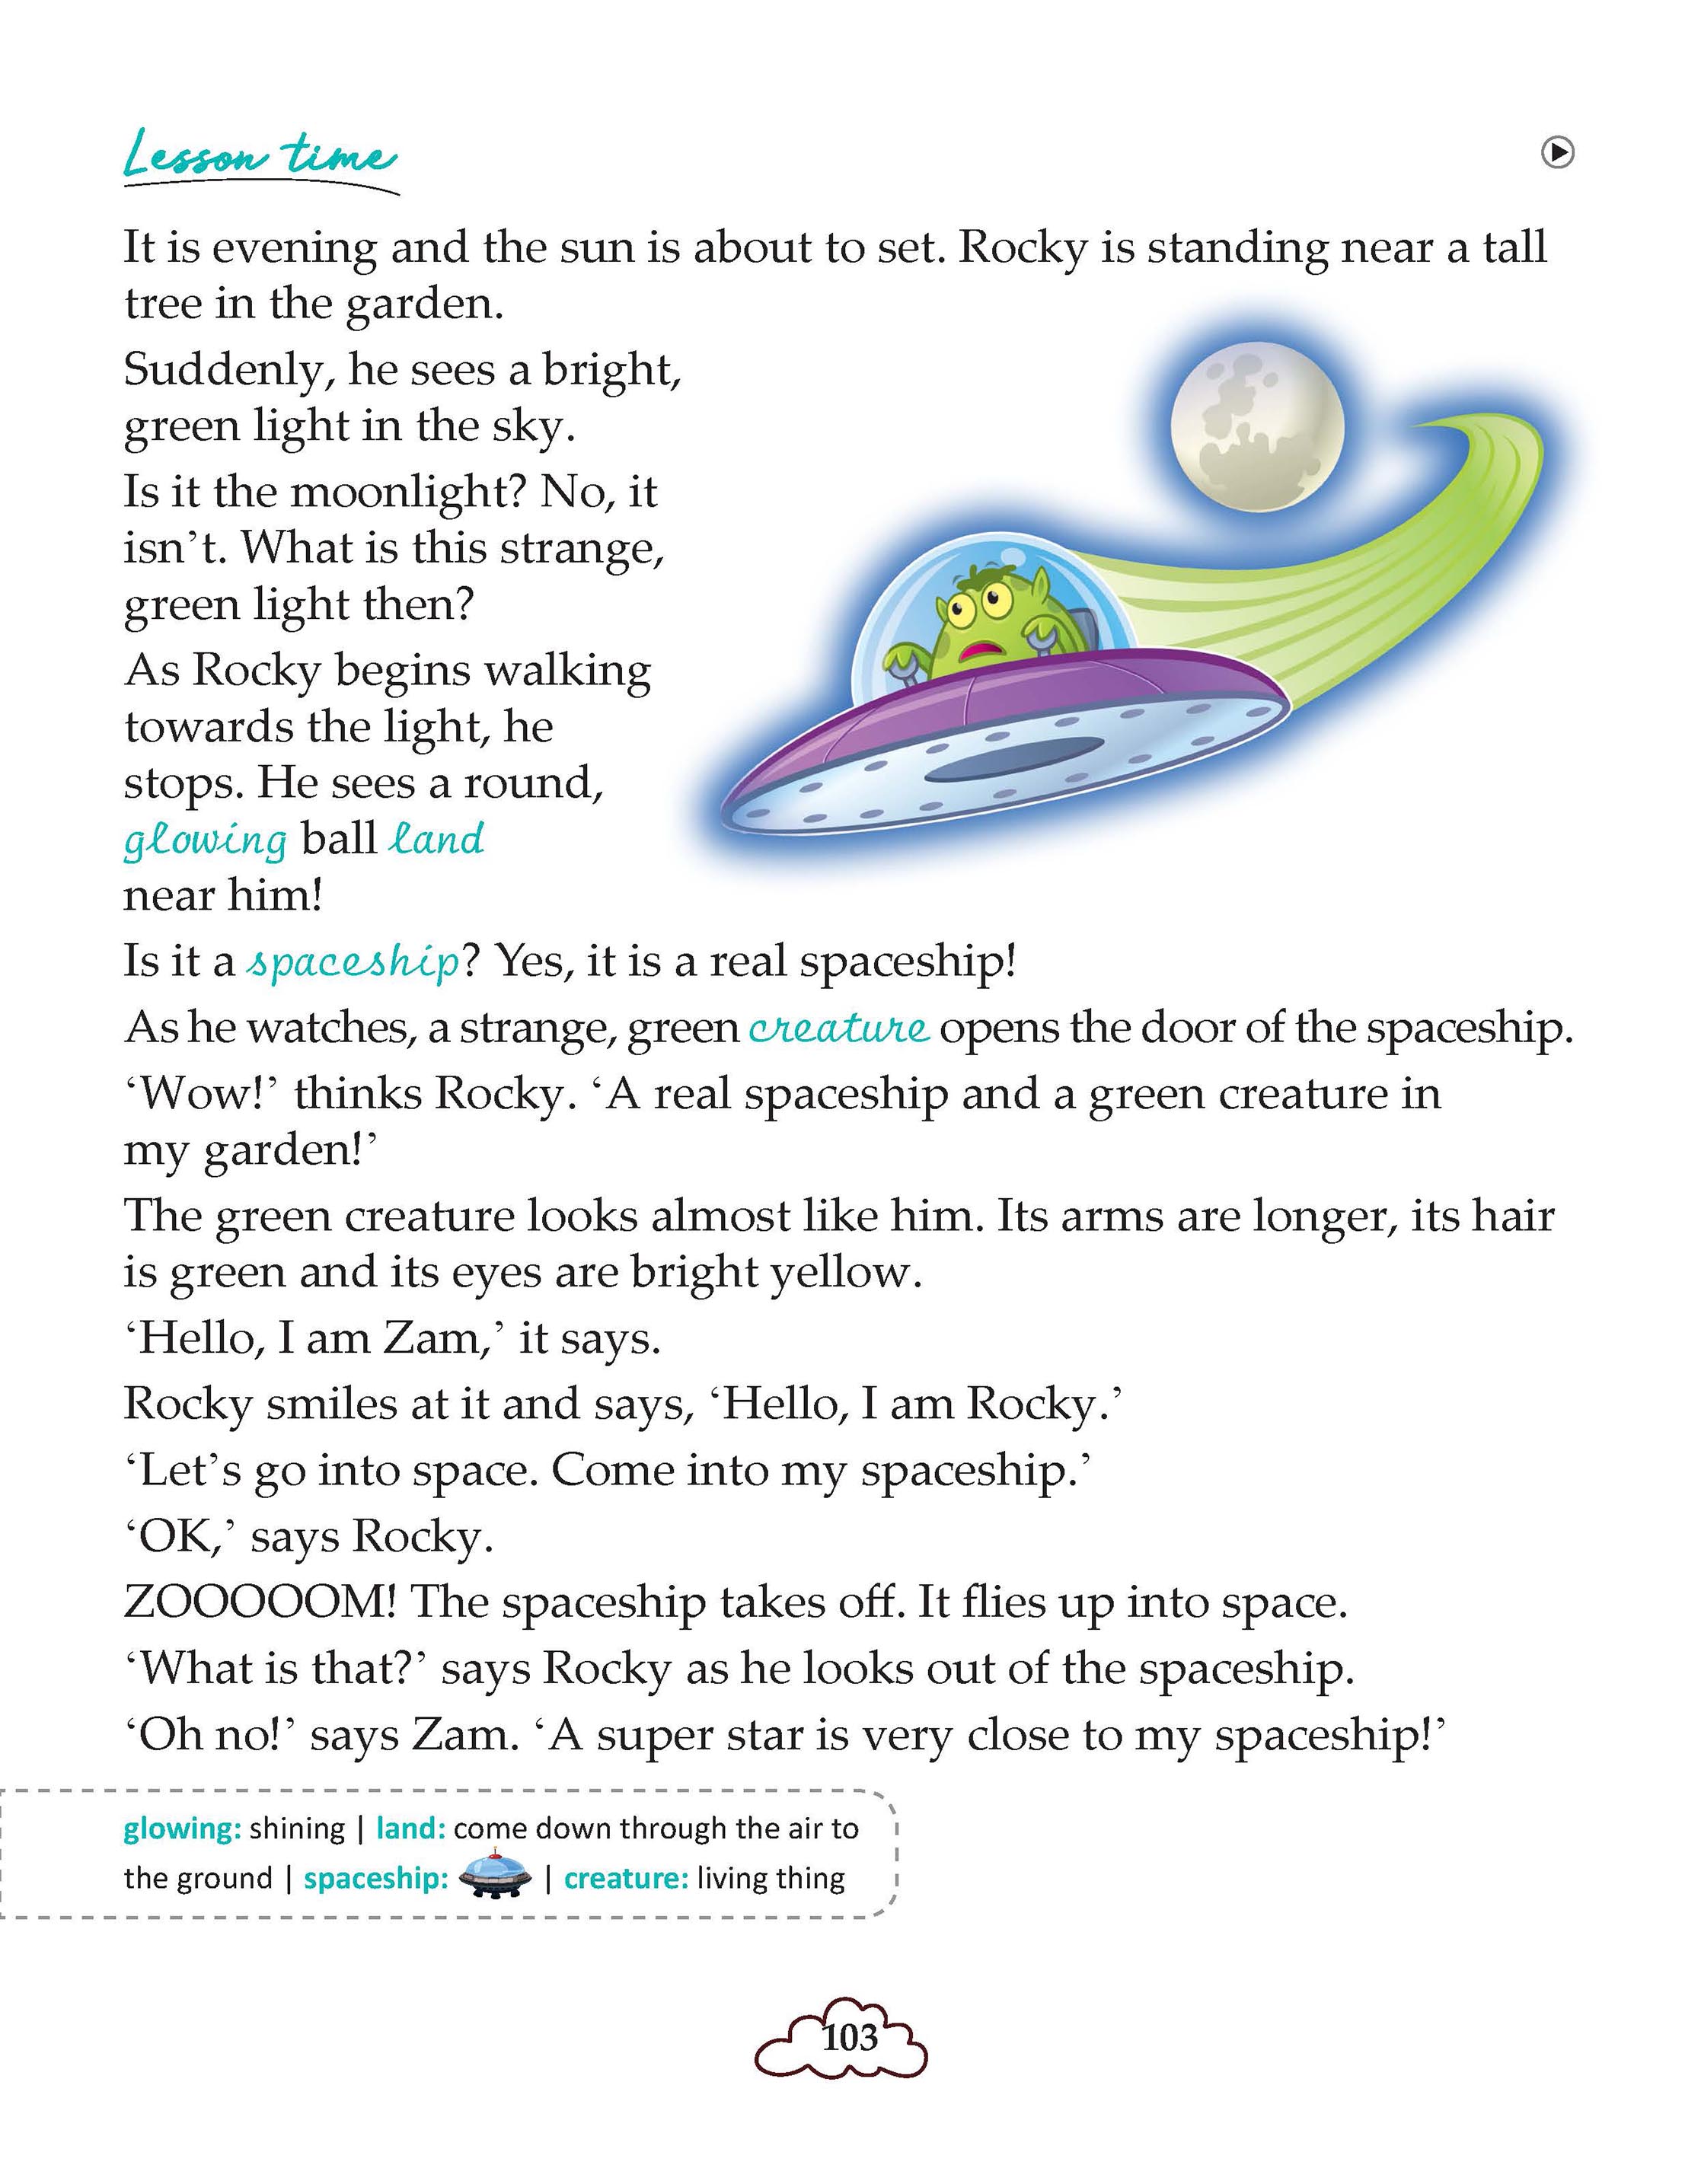 Lesson time
It is evening and the sun is about to set. Rocky is standing near a tall
tree in the garden.
Suddenly, he sees a bright,
green light in the sky.
Is it the moonlight? No, it
isn’t. What is this strange,
green light then?
As Rocky begins walking
towards the light, he
stops. He sees a round,
glowing ball land
near him!
Is it a spaceship? Yes, it is a real spaceship!
As he watches, a strange, green creature opens the door of the spaceship.
‘Wow!’ thinks Rocky. ‘A real spaceship and a green creature in
my garden!’
The green creature looks almost like him. Its arms are longer, its hair
is green and its eyes are bright yellow.
‘Hello, I am Zam,’ it says.
Rocky smiles at it and says, ‘Hello, I am Rocky.’
‘Let’s go into space. Come into my spaceship.’
‘OK,’ says Rocky.
ZOOOOOM! The spaceship takes off. It flies up into space.
‘What is that?’ says Rocky as he looks out of the spaceship.
‘Oh no!’ says Zam. ‘A super star is very close to my spaceship!’
glowing: shining | land: come down through the air to
the ground | spaceship: | creature: living thing
103